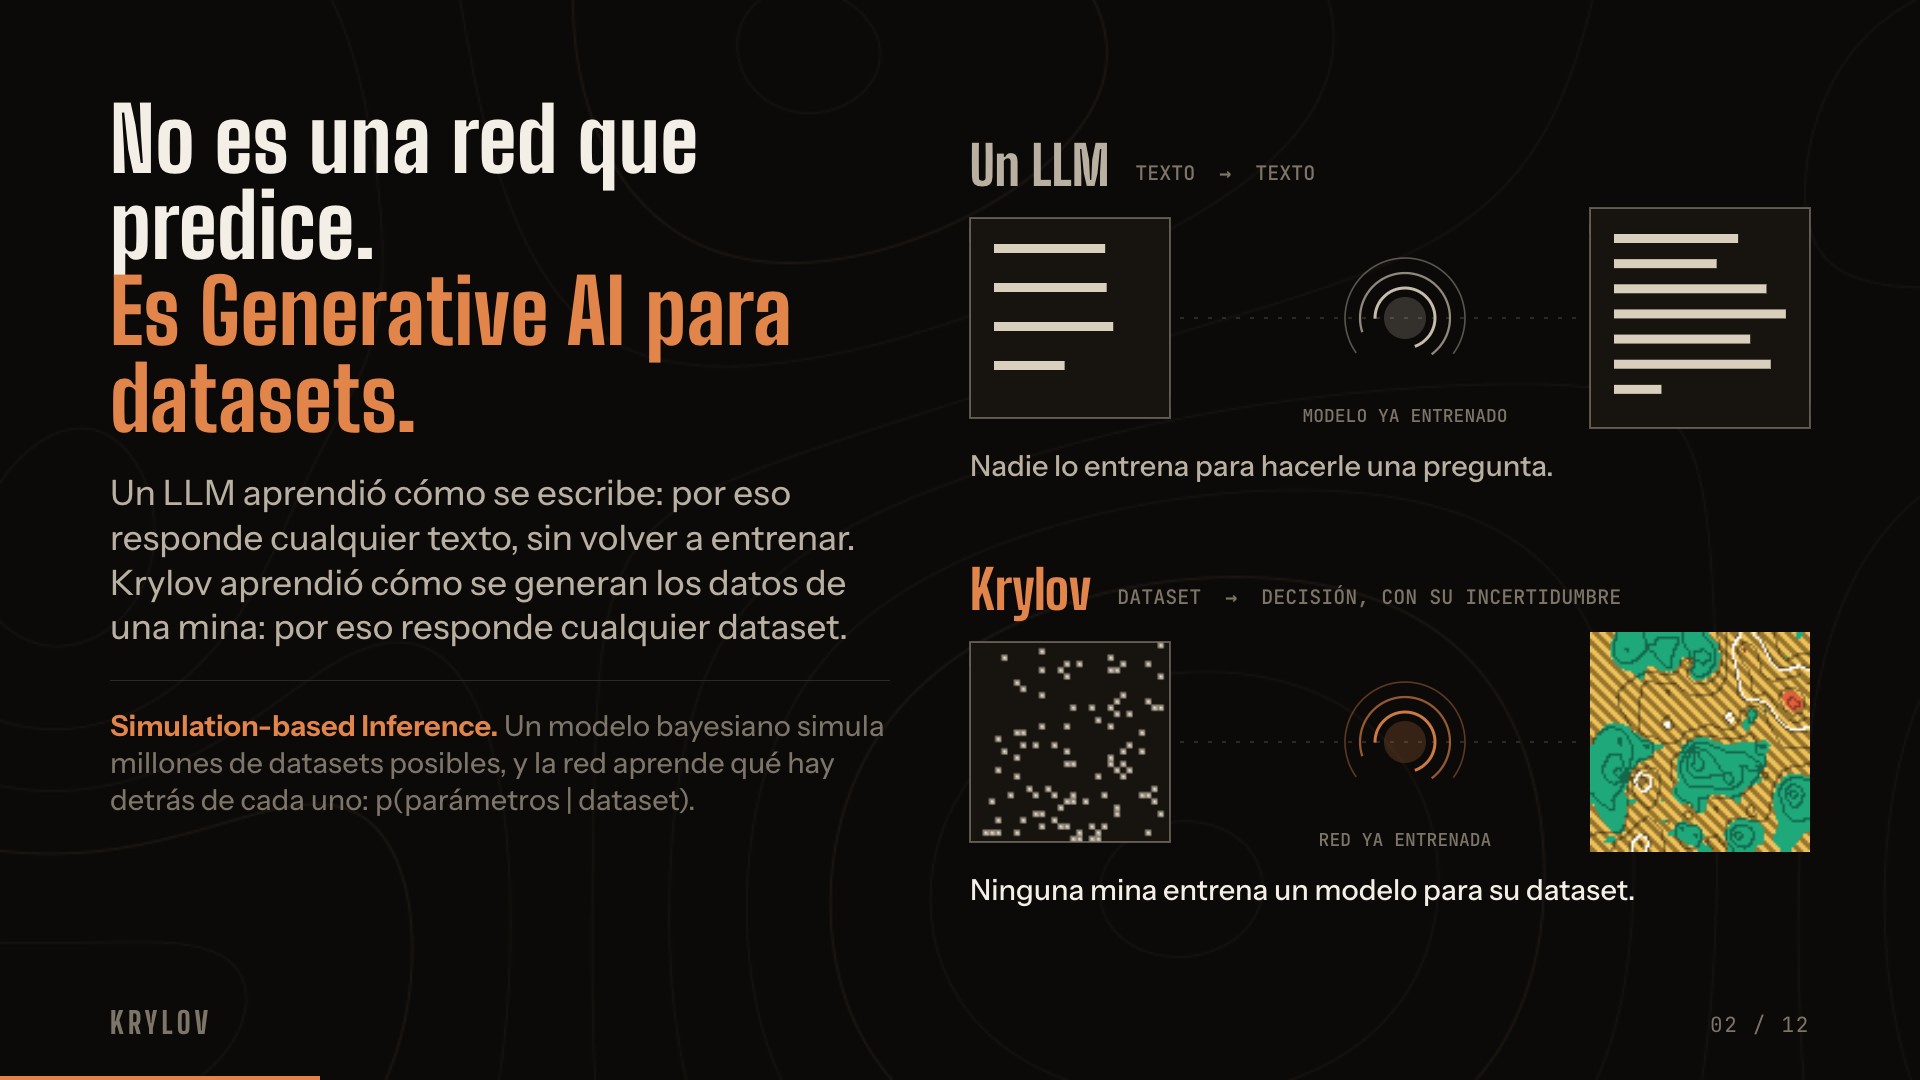 No es una red que
predice.
Es Generative AI para
datasets.
Un LLM aprendió cómo se escribe: por eso
responde cualquier texto, sin volver a entrenar.
Krylov aprendió cómo se generan los datos de
una mina: por eso responde cualquier dataset.
Simulation-based Inference. Un modelo bayesiano simula
millones de datasets posibles, y la red aprende qué hay
detrás de cada uno: p(parámetros | dataset).
Un LLM TEXTO → TEXTO
MODELO YA ENTRENADO
Nadie lo entrena para hacerle una pregunta.
Krylov DATASET → DECISIÓN, CON SU INCERTIDUMBRE
RED YA ENTRENADA
Ninguna mina entrena un modelo para su dataset.
KRYLOV
02 / 12